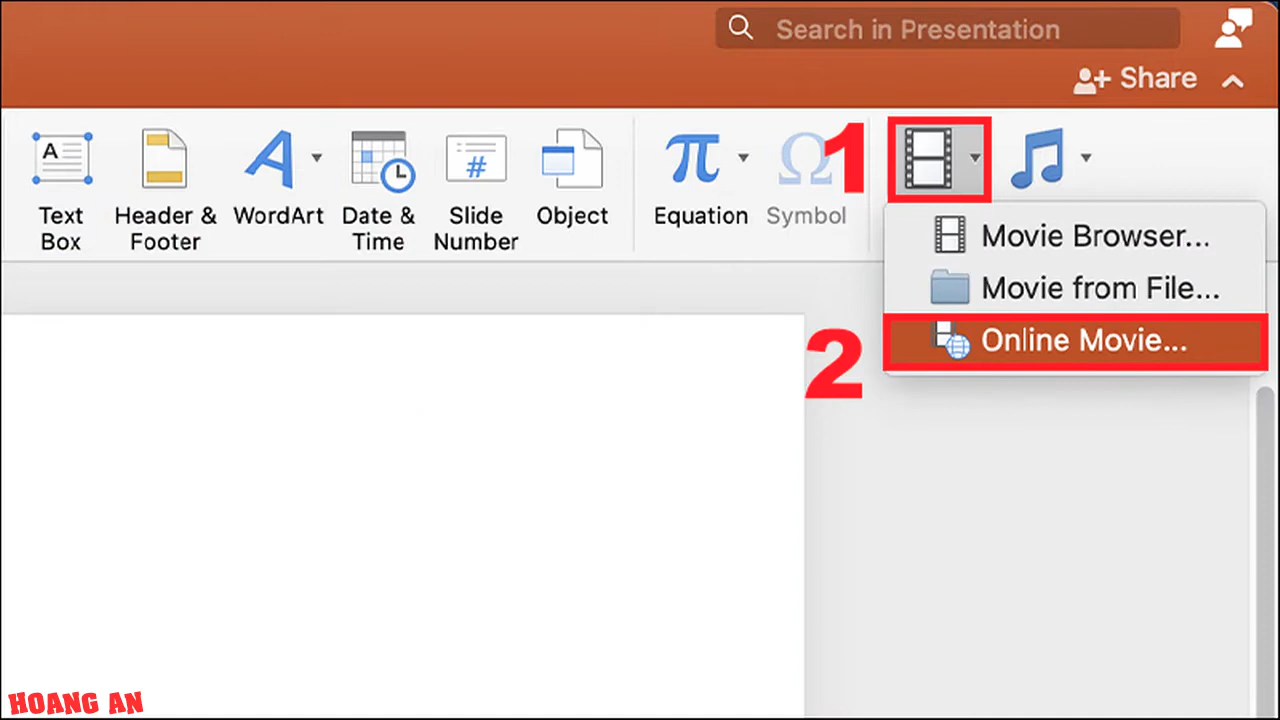 Search in Presentation
Share
A
#
π
Ω
Text
Box
Header &
Footer
WordArt
Date &
Time
Slide
Number
Object
Equation
Symbol
1
Movie Browser...
Movie from File...
Online Movie...
2
HOANG AN